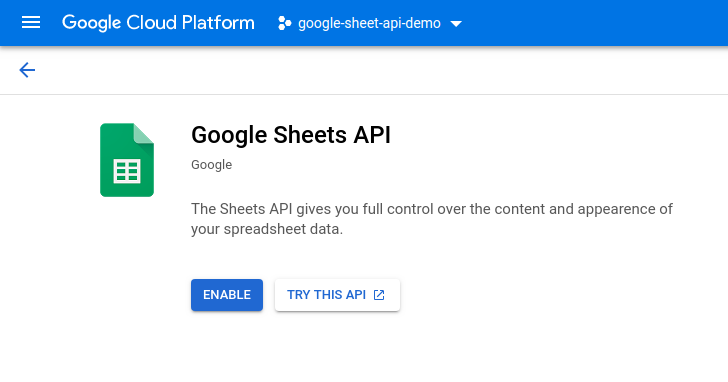 Google Cloud Platform
google-sheet-api-demo
Google Sheets API
Google
The Sheets API gives you full control over the content and appearence of
your spreadsheet data.
ENABLE
TRY THIS API